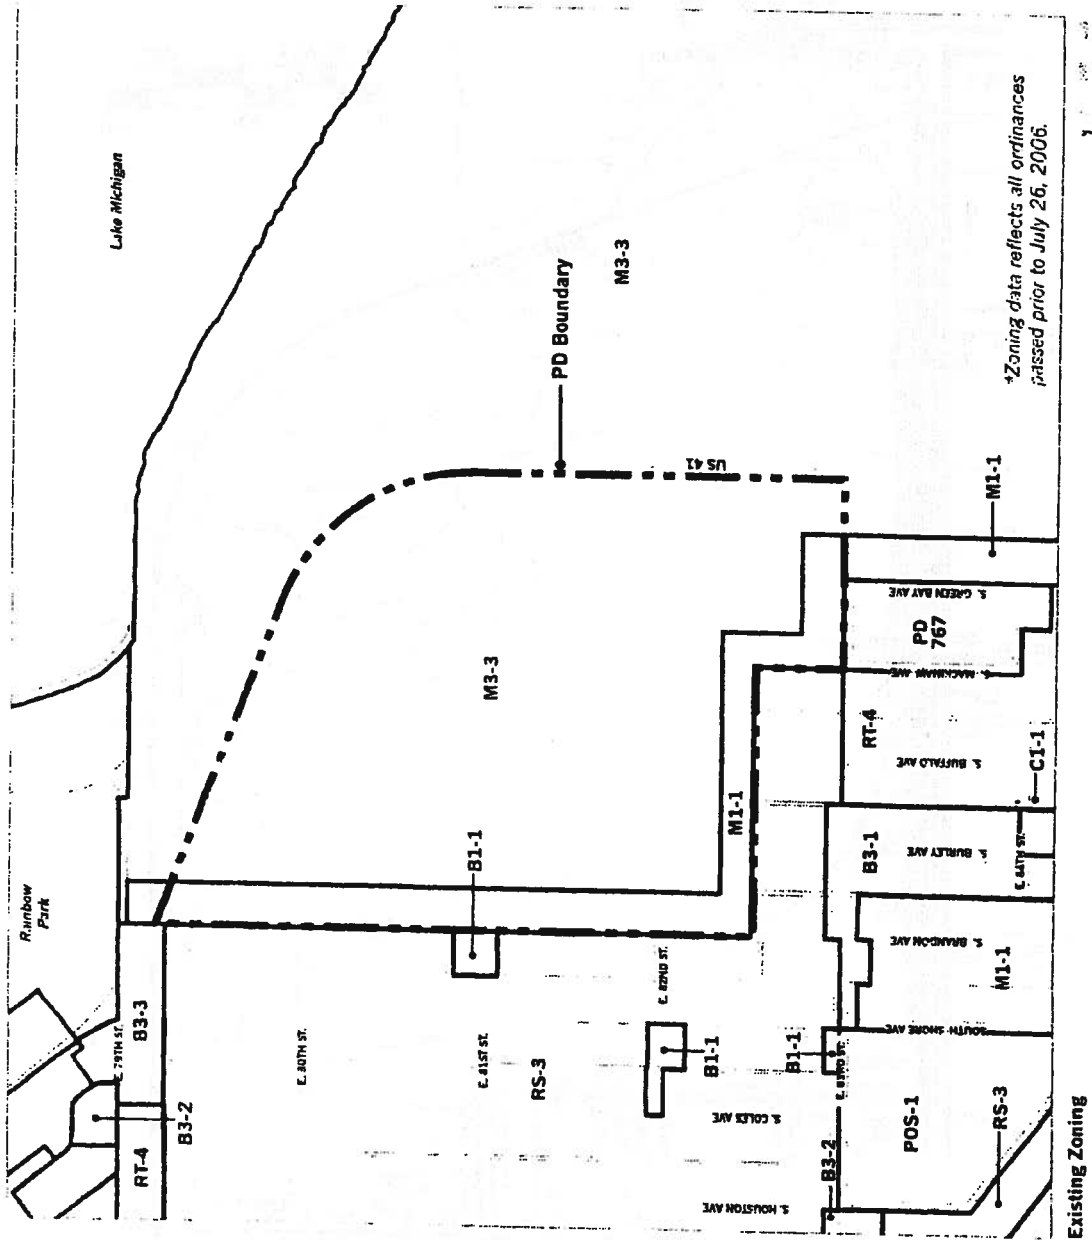 Lake Michigan
Rainbow
Park
E. 79TH ST.
B3-3
B3-2
RT-4
E. 80TH ST.
E. 81ST ST.
RS-3
B1-1
E. 82ND ST.
B1-1
B1-1
E. 83RD ST.
S. COLES AVE
S. HOUSTON AVE
B3-2
POS-1
RS-3
SOUTH SHORE AVE
M1-1
S. BRANDON AVE
B3-1
S. BURLEY AVE
E. 84TH ST.
C1-1
S. BUFFALO AVE
RT-4
S. MACKINAW AVE
PD
767
S. GREEN BAY AVE
M1-1
M1-1
M3-3
US 41
PD Boundary
M3-3
*Zoning data reflects all ordinances
passed prior to July 26, 2006.
Existing Zoning